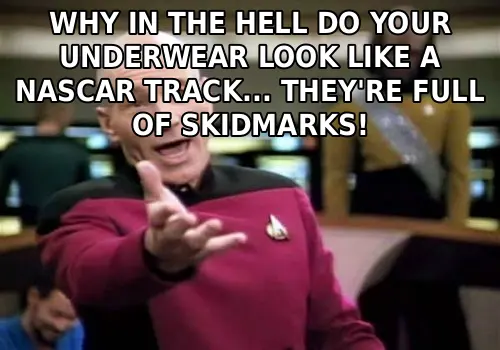 WHY IN THE HELL DO YOUR
UNDERWEAR LOOK LIKE A
NASCAR TRACK... THEY'RE FULL
OF SKIDMARKS!